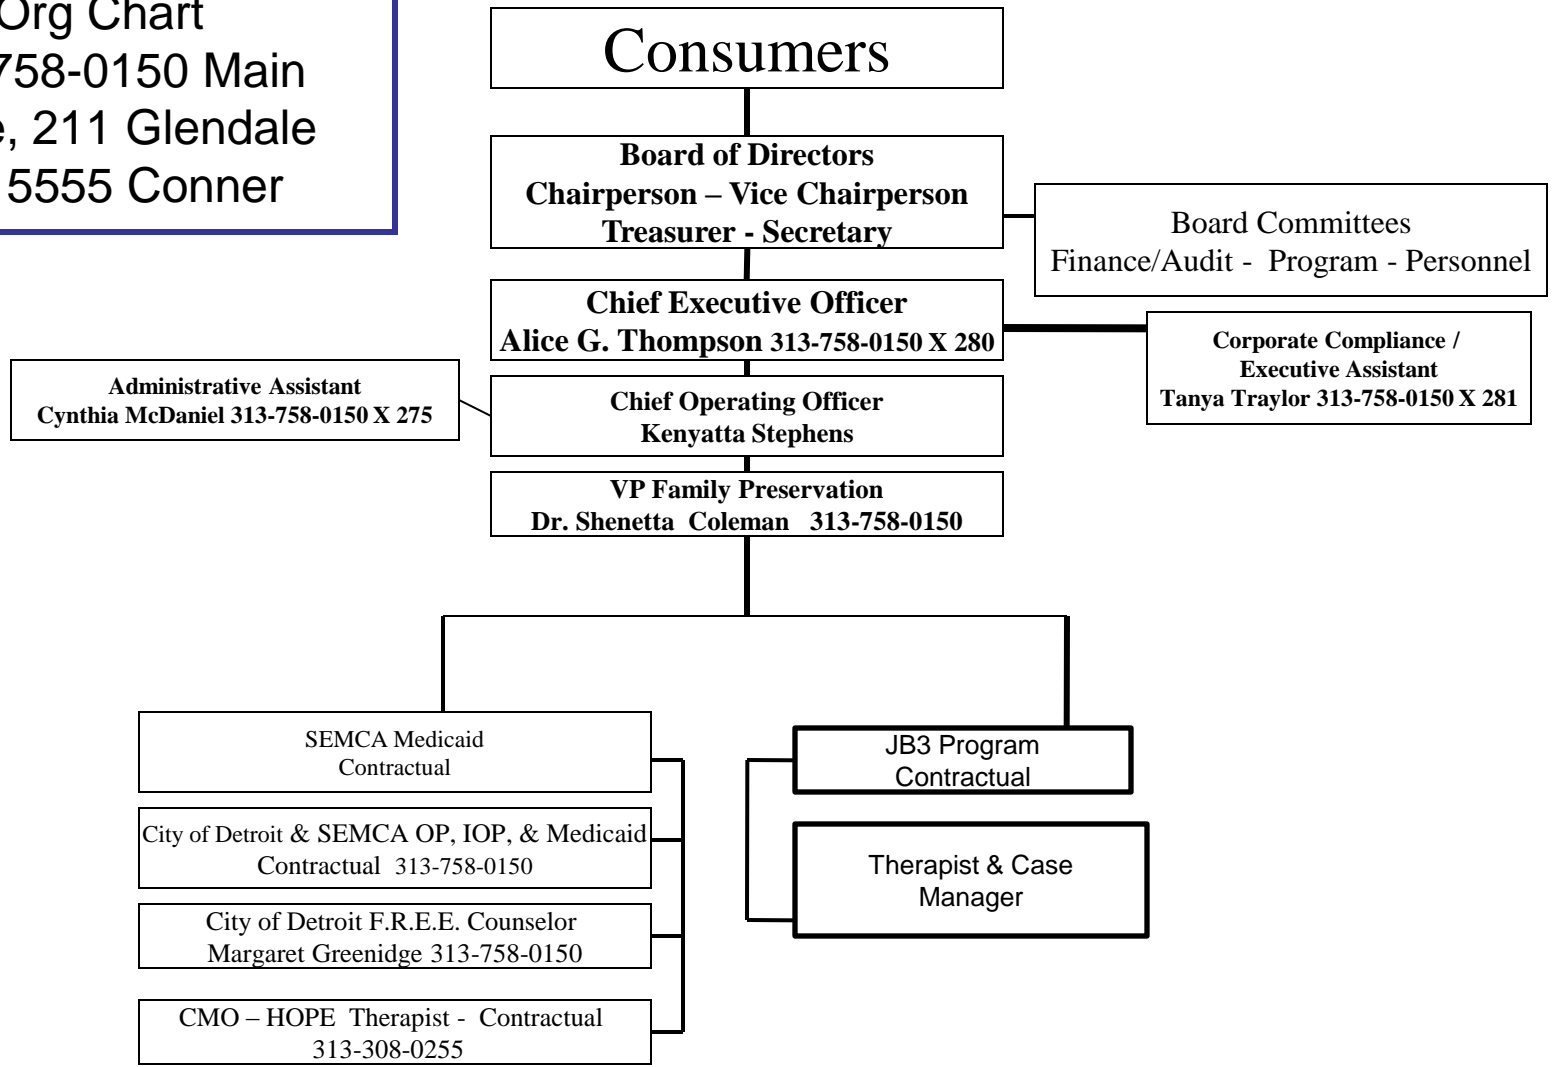 Org Chart
758-0150 Main
, 211 Glendale
5555 Conner
Consumers
Board of Directors
Chairperson – Vice Chairperson
Treasurer - Secretary
Board Committees
Finance/Audit - Program - Personnel
Chief Executive Officer
Alice G. Thompson 313-758-0150 X 280
Corporate Compliance /
Executive Assistant
Tanya Traylor 313-758-0150 X 281
Administrative Assistant
Cynthia McDaniel 313-758-0150 X 275
Chief Operating Officer
Kenyatta Stephens
VP Family Preservation
Dr. Shenetta Coleman 313-758-0150
SEMCA Medicaid
Contractual
City of Detroit & SEMCA OP, IOP, & Medicaid
Contractual 313-758-0150
City of Detroit F.R.E.E. Counselor
Margaret Greenidge 313-758-0150
CMO – HOPE Therapist - Contractual
313-308-0255
JB3 Program
Contractual
Therapist & Case
Manager